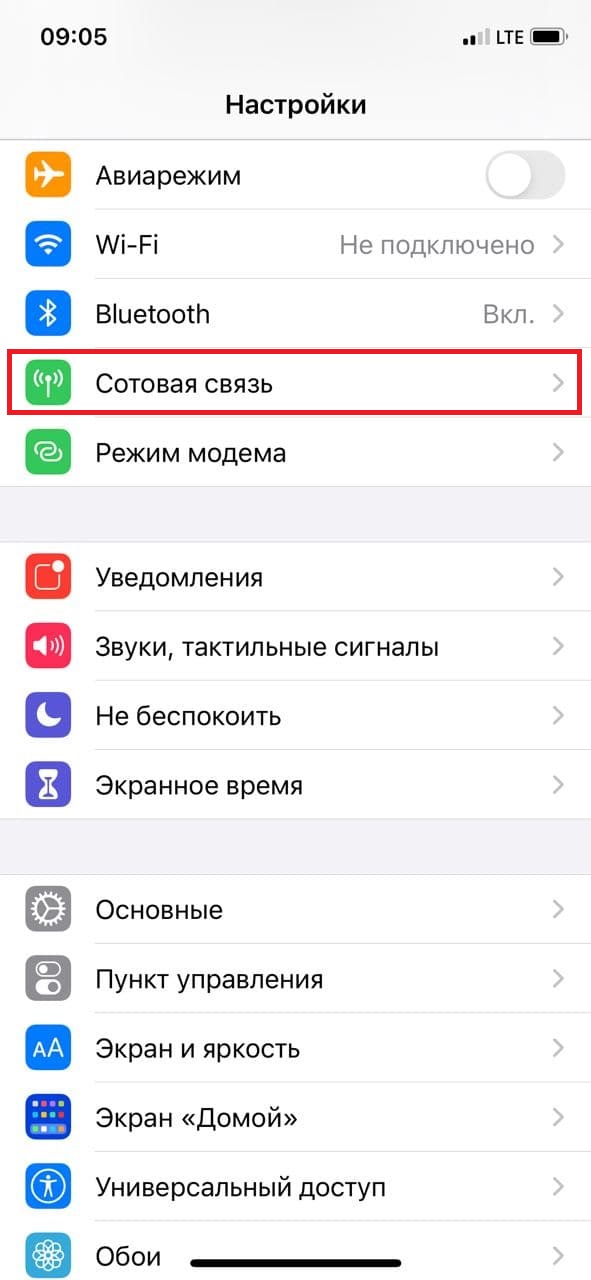 09:05 LTE
Настройки
Авиарежим
Wi-Fi Не подключено
Bluetooth Вкл.
Сотовая связь
Режим модема
Уведомления
Звуки, тактильные сигналы
Не беспокоить
Экранное время
Основные
Пункт управления
AA Экран и яркость
Экран «Домой»
Универсальный доступ
Обои